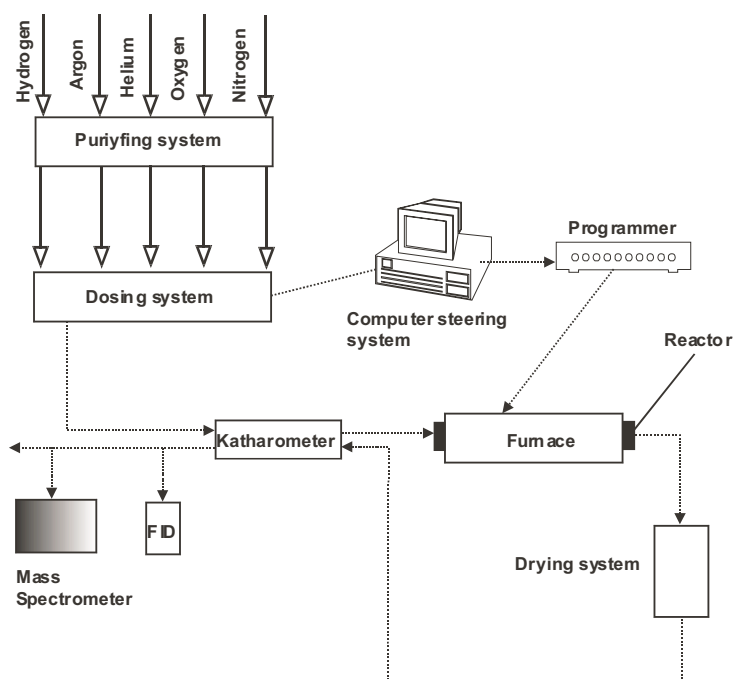 Hydrogen
Argon
Helium
Oxygen
Nitrogen
Puriyfing system
Dosing system
Programmer
Computer steering
system
Reactor
Katharometer
Furnace
FID
Mass
Spectrometer
Drying system